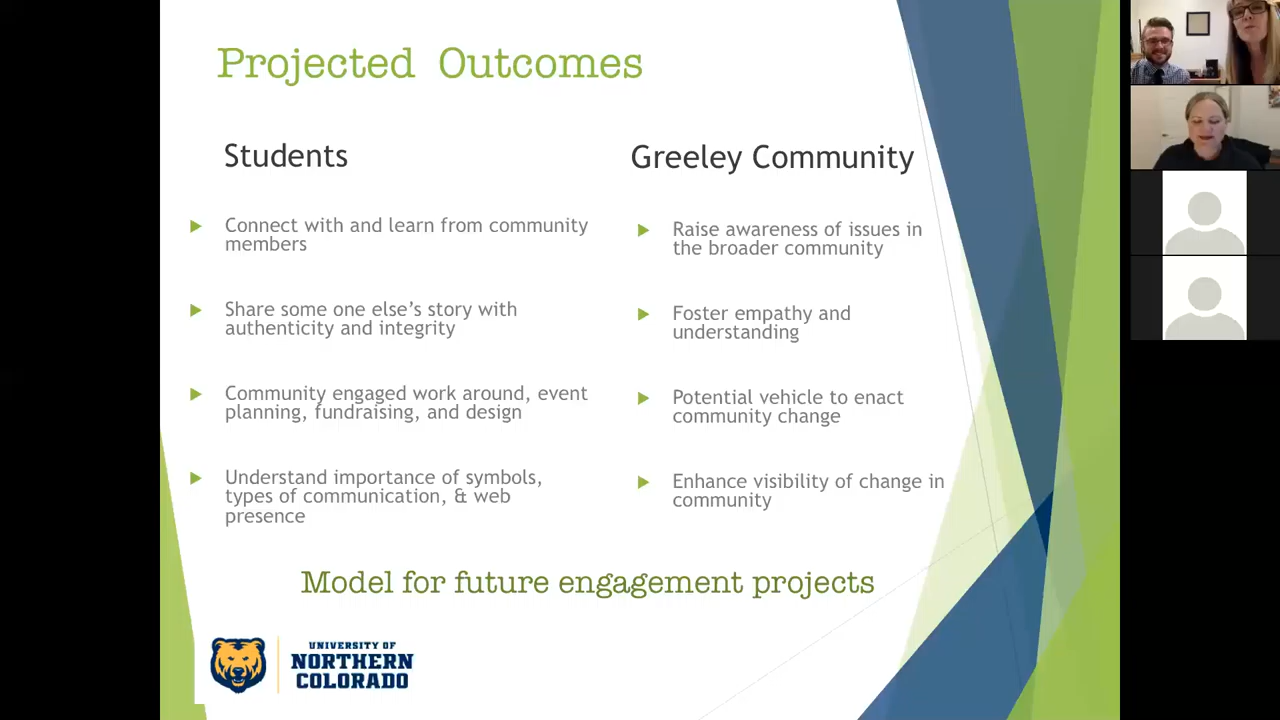 Projected Outcomes
Students
Connect with and learn from community
members
Share some one else’s story with
authenticity and integrity
Community engaged work around, event
planning, fundraising, and design
Understand importance of symbols,
types of communication, & web
presence
Greeley Community
Raise awareness of issues in
the broader community
Foster empathy and
understanding
Potential vehicle to enact
community change
Enhance visibility of change in
community
Model for future engagement projects
UNIVERSITY OF
NORTHERN
COLORADO